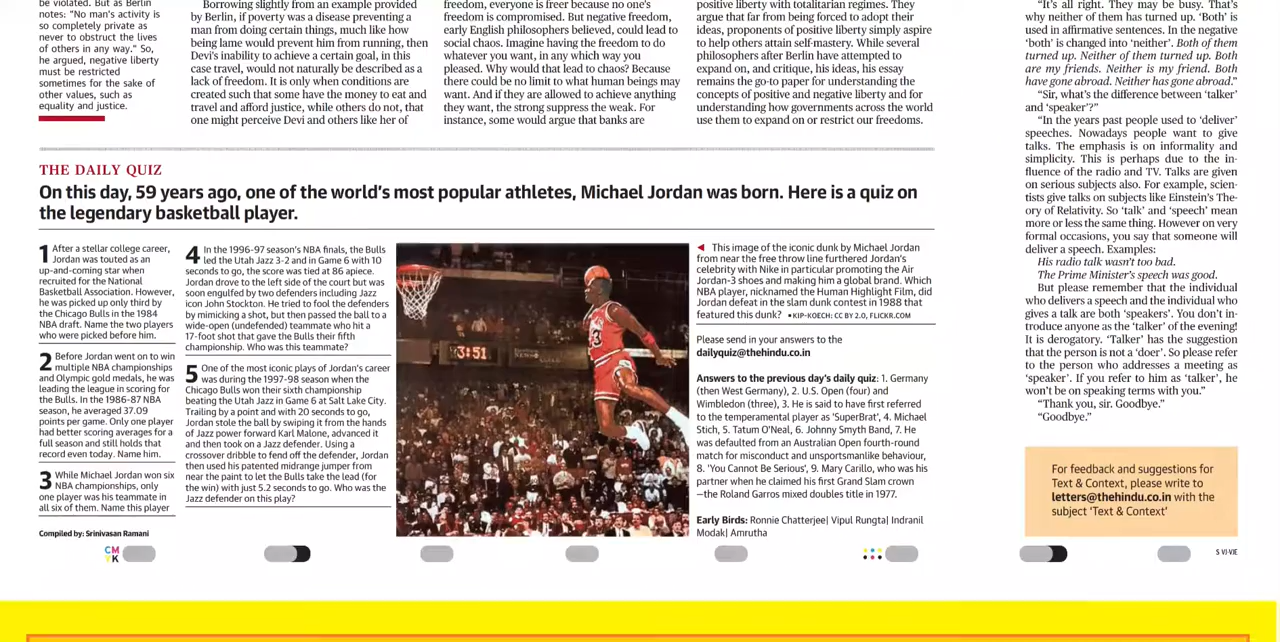 be violated. But as Berlin
notes: "No man's activity is
so completely private as
never to obstruct the lives
of others in any way." So,
he argued, negative liberty
must be restricted
sometimes for the sake of
other values, such as
equality and justice.
Borrowing slightly from an example provided
by Berlin, if poverty was a disease preventing a
man from doing certain things, much like how
being lame would prevent him from running, then
Devi's inability to achieve a certain goal, in this
case travel, would not naturally be described as a
lack of freedom. It is only when conditions are
created such that some have the money to eat and
travel and afford justice, while others do not, that
one might perceive Devi and others like her of
freedom, everyone is freer because no one's
freedom is compromised. But negative freedom,
early English philosophers believed, could lead to
social chaos. Imagine having the freedom to do
whatever you want, in any which way you
pleased. Why would that lead to chaos? Because
there could be no limit to what human beings may
want. And if they are allowed to achieve anything
they want, the strong suppress the weak. For
instance, some would argue that banks are
positive liberty with totalitarian regimes. They
argue that far from being forced to adopt their
ideas, proponents of positive liberty simply aspire
to help others attain self-mastery. While several
philosophers after Berlin have attempted to
expand on, and critique, his ideas, his essay
remains the go-to paper for understanding the
concepts of positive and negative liberty and for
understanding how governments across the world
use them to expand on or restrict our freedoms.
THE DAILY QUIZ
On this day, 59 years ago, one of the world's most popular athletes, Michael Jordan was born. Here is a quiz on
the legendary basketball player.
1 After a stellar college career,
Jordan was touted as an
up-and-coming star when
recruited for the National
Basketball Association. However,
he was picked up only third by
the Chicago Bulls in the 1984
NBA draft. Name the two players
who were picked before him.
2 Before Jordan went on to win
multiple NBA championships
and Olympic gold medals, he was
leading the league in scoring for
the Bulls. In the 1986-87 NBA
season, he averaged 37.09
points per game. Only one player
had better scoring averages for a
full season and still holds that
record even today. Name him.
3 While Michael Jordan won six
NBA championships, only
one player was his teammate in
all six of them. Name this player
Compiled by: Srinivasan Ramani
4 In the 1996-97 season's NBA finals, the Bulls
led the Utah Jazz 3-2 and in Game 6 with 10
seconds to go, the score was tied at 86 apiece.
Jordan drove to the left side of the court but was
soon engulfed by two defenders including Jazz
icon John Stockton. He tried to fool the defenders
by mimicking a shot, but then passed the ball to a
wide-open (undefended) teammate who hit a
17-foot shot that gave the Bulls their fifth
championship. Who was this teammate?
5 One of the most iconic plays of Jordan's career
was during the 1997-98 season when the
Chicago Bulls won their sixth championship
beating the Utah Jazz in Game 6 at Salt Lake City.
Trailing by a point and with 20 seconds to go,
Jordan stole the ball by swiping it from the hands
of Jazz power forward Karl Malone, advanced it
and then took on a Jazz defender. Using a
crossover dribble to fend off the defender, Jordan
then used his patented midrange jumper from
near the paint to let the Bulls take the lead (for
the win) with just 5.2 seconds to go. Who was the
Jazz defender on this play?
3:51
◄ This image of the iconic dunk by Michael Jordan
from near the free throw line furthered Jordan's
celebrity with Nike in particular promoting the Air
Jordan-3 shoes and making him a global brand. Which
NBA player, nicknamed the Human Highlight Film, did
Jordan defeat in the slam dunk contest in 1988 that
featured this dunk? ▪ KIP-KOECH: CC BY 2.0, FLICKR.COM
Please send in your answers to the
dailyquiz@thehindu.co.in
Answers to the previous day's daily quiz: 1. Germany
(then West Germany), 2. U.S. Open (four) and
Wimbledon (three), 3. He is said to have first referred
to the temperamental player as 'SuperBrat', 4. Michael
Stich, 5. Tatum O'Neal, 6. Johnny Smyth Band, 7. He
was defaulted from an Australian Open fourth-round
match for misconduct and unsportsmanlike behaviour,
8. 'You Cannot Be Serious', 9. Mary Carillo, who was his
partner when he claimed his first Grand Slam crown
—the Roland Garros mixed doubles title in 1977.
Early Birds: Ronnie Chatterjee| Vipul Rungta| Indranil
Modak| Amrutha
"It's all right. They may be busy. That's
why neither of them has turned up. 'Both' is
used in affirmative sentences. In the negative
'both' is changed into 'neither'. Both of them
turned up. Neither of them turned up. Both
are my friends. Neither is my friend. Both
have gone abroad. Neither has gone abroad."
"Sir, what's the difference between 'talker'
and 'speaker'?"
"In the years past people used to 'deliver'
speeches. Nowadays people want to give
talks. The emphasis is on informality and
simplicity. This is perhaps due to the in-
fluence of the radio and TV. Talks are given
on serious subjects also. For example, scien-
tists give talks on subjects like Einstein's The-
ory of Relativity. So 'talk' and 'speech' mean
more or less the same thing. However on very
formal occasions, you say that someone will
deliver a speech. Examples:
His radio talk wasn't too bad.
The Prime Minister's speech was good.
But please remember that the individual
who delivers a speech and the individual who
gives a talk are both 'speakers'. You don't in-
troduce anyone as the 'talker' of the evening!
It is derogatory. 'Talker' has the suggestion
that the person is not a 'doer'. So please refer
to the person who addresses a meeting as
'speaker'. If you refer to him as 'talker', he
won't be on speaking terms with you."
"Thank you, sir. Goodbye."
"Goodbye."
For feedback and suggestions for
Text & Context, please write to
letters@thehindu.co.in with the
subject 'Text & Context'
CM
YK
S VI-VIE